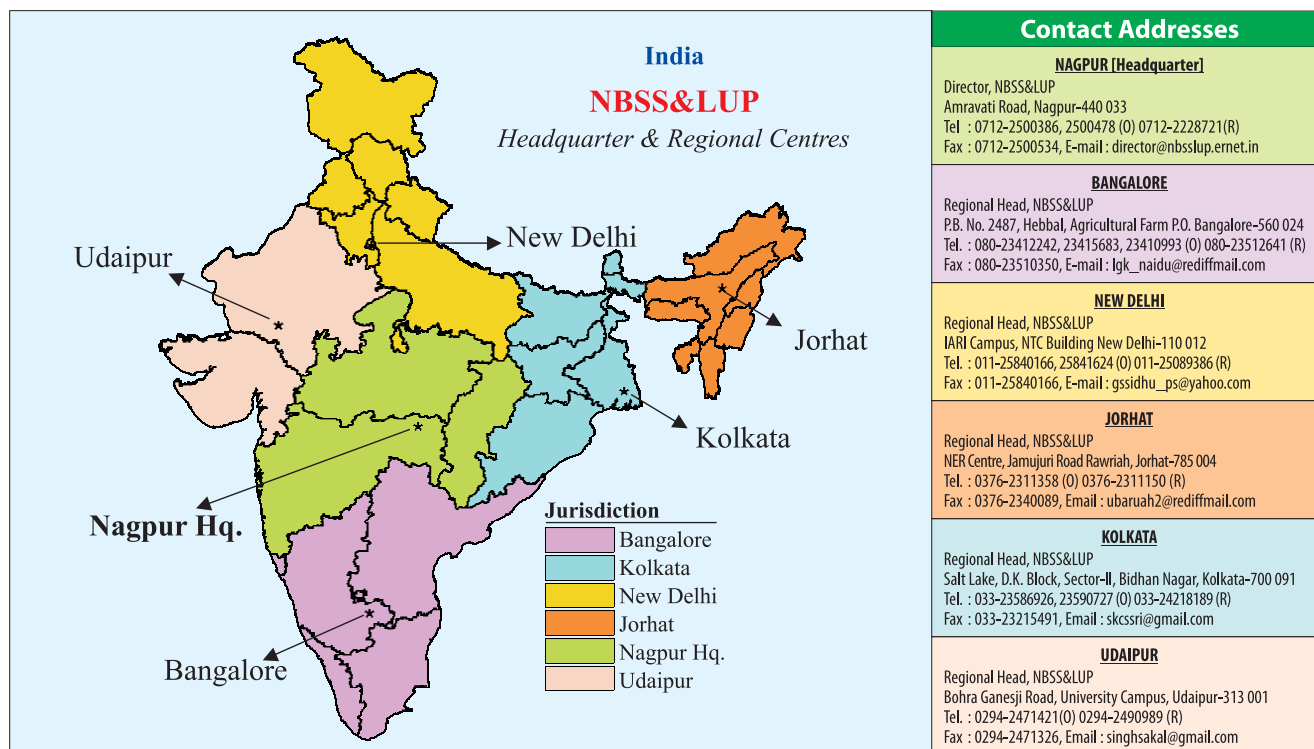 India
NBSS&LUP
Headquarter & Regional Centres
New Delhi
Udaipur
Jorhat
Kolkata
Nagpur Hq.
Bangalore
Jurisdiction
Bangalore
Kolkata
New Delhi
Jorhat
Nagpur Hq.
Udaipur
Contact Addresses
NAGPUR [Headquarter]
Director, NBSS&LUP
Amravati Road, Nagpur-440 033
Tel : 0712-2500386, 2500478 (O) 0712-2228721(R)
Fax : 0712-2500534, E-mail : director@nbsslup.ernet.in
BANGALORE
Regional Head, NBSS&LUP
P.B. No. 2487, Hebbal, Agricultural Farm P.O. Bangalore-560 024
Tel. : 080-23412242, 23415683, 23410993 (O) 080-23512641 (R)
Fax : 080-23510350, E-mail : lgk_naidu@rediffmail.com
NEW DELHI
Regional Head, NBSS&LUP
IARI Campus, NTC Building New Delhi-110 012
Tel. : 011-25840166, 25841624 (O) 011-25089386 (R)
Fax : 011-25840166, E-mail : gssidhu_ps@yahoo.com
JORHAT
Regional Head, NBSS&LUP
NER Centre, Jamujuri Road Rawriah, Jorhat-785 004
Tel. : 0376-2311358 (O) 0376-2311150 (R)
Fax : 0376-2340089, Email : ubaruah2@rediffmail.com
KOLKATA
Regional Head, NBSS&LUP
Salt Lake, D.K. Block, Sector-II, Bidhan Nagar, Kolkata-700 091
Tel. : 033-23586926, 23590727 (O) 033-24218189 (R)
Fax : 033-23215491, Email : skcssri@gmail.com
UDAIPUR
Regional Head, NBSS&LUP
Bohra Ganesji Road, University Campus, Udaipur-313 001
Tel. : 0294-2471421(O) 0294-2490989 (R)
Fax : 0294-2471326, Email : singhsakal@gmail.com